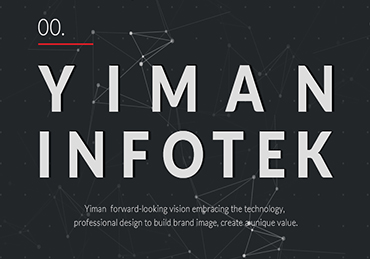 00.
YIMAN
INFOTEK
Yiman forward-looking vision embracing the technology,
professional design to build brand image, create a unique value.